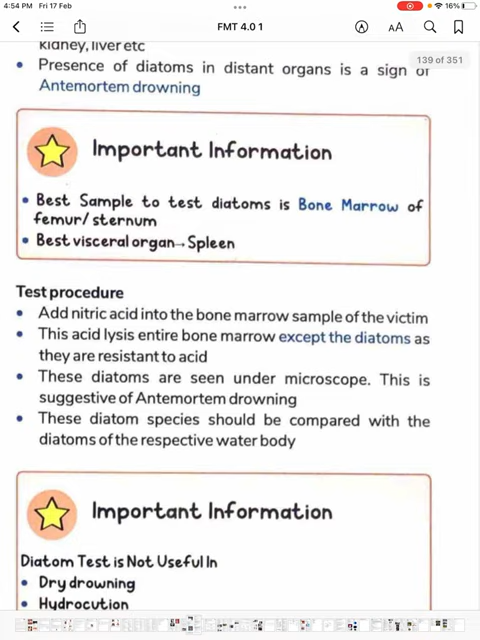 4:54 PM Fri 17 Feb
16%
FMT 4.0 1
AA
kidney, liver etc
139 of 351
• Presence of diatoms in distant organs is a sign of
Antemortem drowning
Important Information
• Best Sample to test diatoms is Bone Marrow of
femur/ sternum
• Best visceral organ→Spleen
Test procedure
• Add nitric acid into the bone marrow sample of the victim
• This acid lysis entire bone marrow except the diatoms as
they are resistant to acid
• These diatoms are seen under microscope. This is
suggestive of Antemortem drowning
• These diatom species should be compared with the
diatoms of the respective water body
Important Information
Diatom Test is Not Useful In
• Dry drowning
• Hydrocution